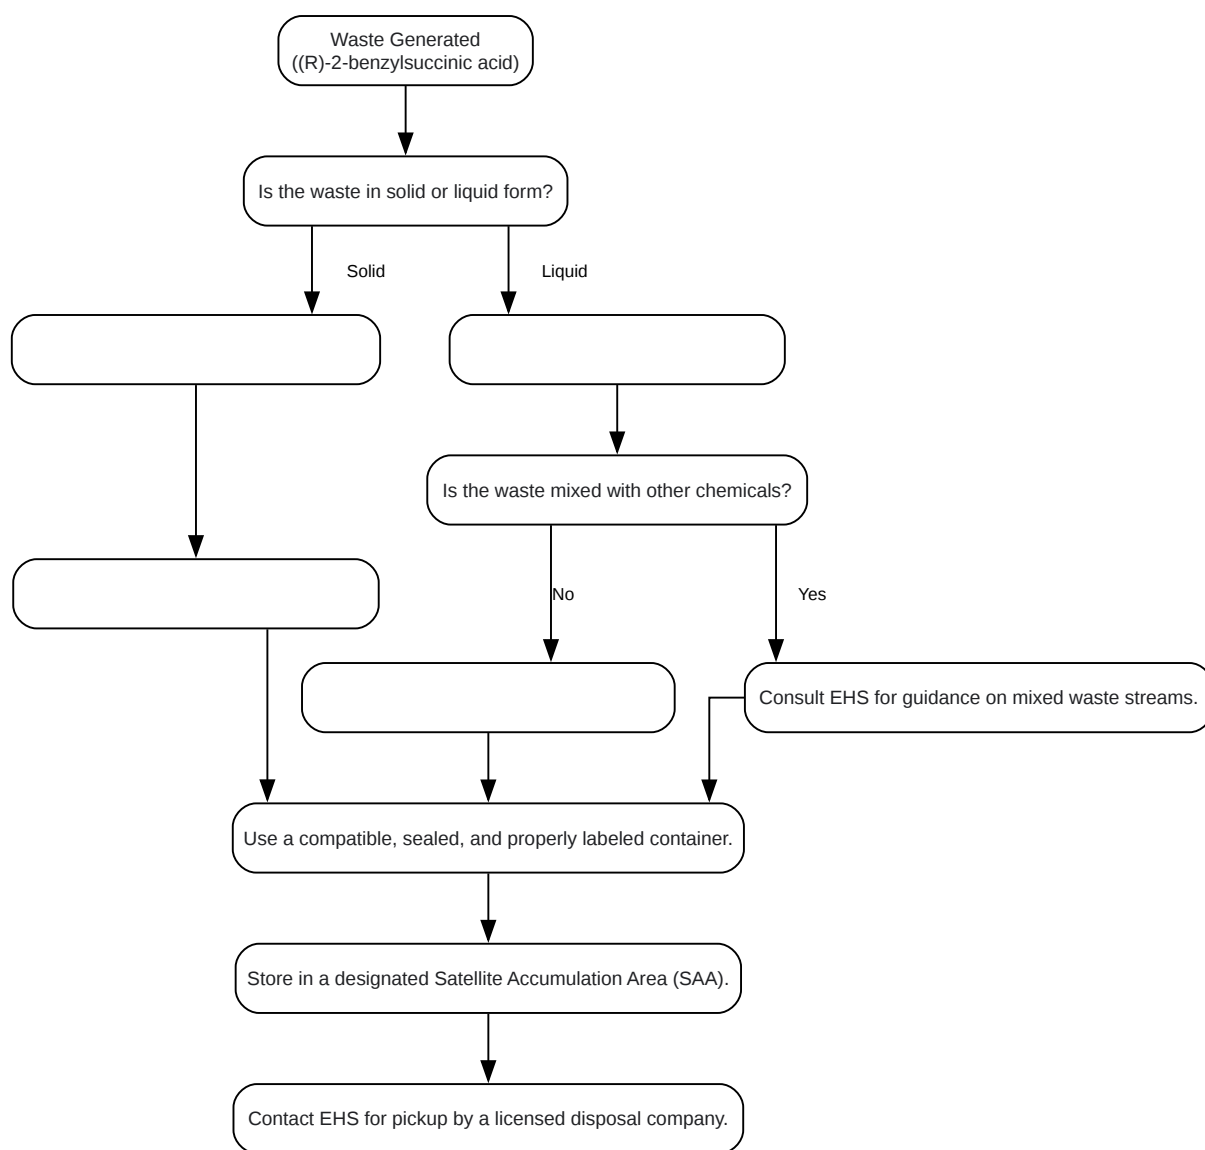 Waste Generated
((R)-2-benzylsuccinic acid)
Is the waste in solid or liquid form?
Solid
Liquid
Is the waste mixed with other chemicals?
No
Yes
Consult EHS for guidance on mixed waste streams.
Use a compatible, sealed, and properly labeled container.
Store in a designated Satellite Accumulation Area (SAA).
Contact EHS for pickup by a licensed disposal company.